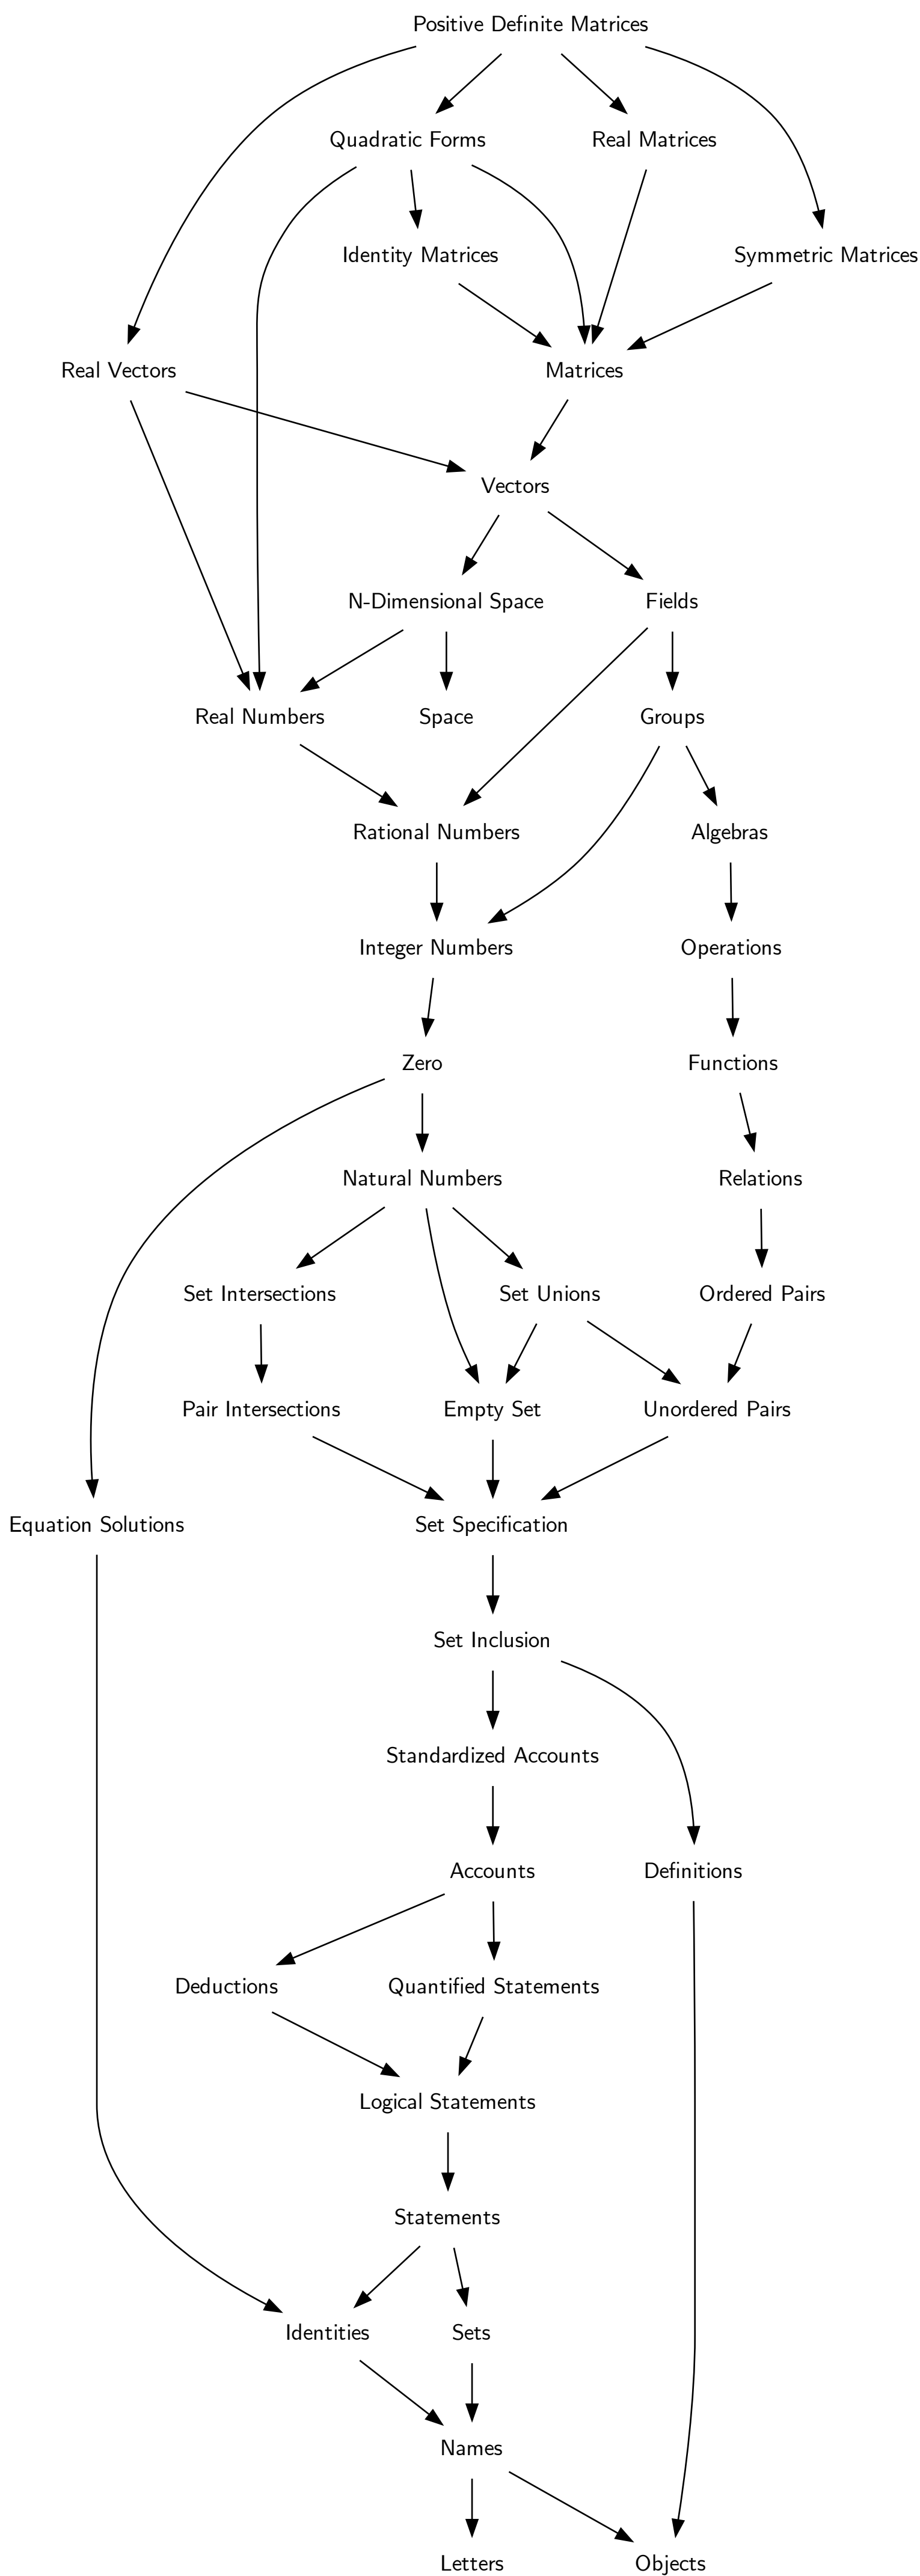 Positive Definite Matrices
Quadratic Forms
Real Matrices
Identity Matrices
Symmetric Matrices
Real Vectors
Matrices
Vectors
N-Dimensional Space
Fields
Real Numbers
Space
Groups
Rational Numbers
Algebras
Integer Numbers
Operations
Zero
Functions
Natural Numbers
Relations
Set Intersections
Set Unions
Ordered Pairs
Pair Intersections
Empty Set
Unordered Pairs
Equation Solutions
Set Specification
Set Inclusion
Standardized Accounts
Accounts
Definitions
Deductions
Quantified Statements
Logical Statements
Statements
Identities
Sets
Names
Letters
Objects